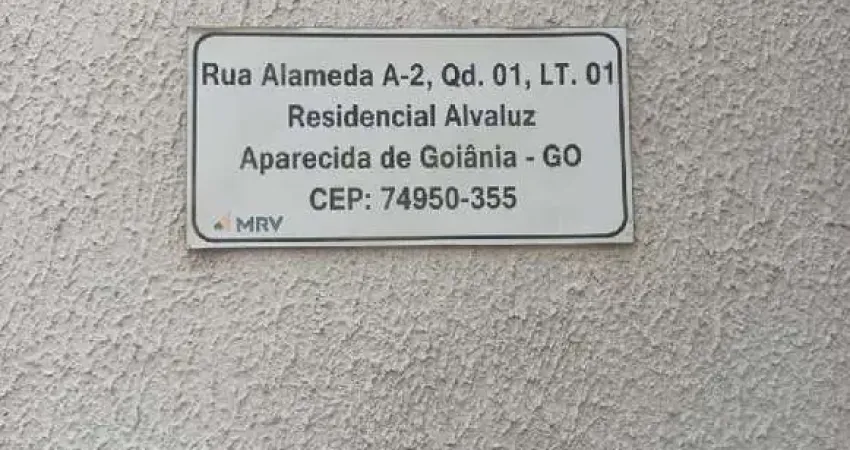 Rua Alameda A-2, Qd. 01, LT. 01
Residencial Alvaluz
Aparecida de Goiânia - GO
CEP: 74950-355
MRV